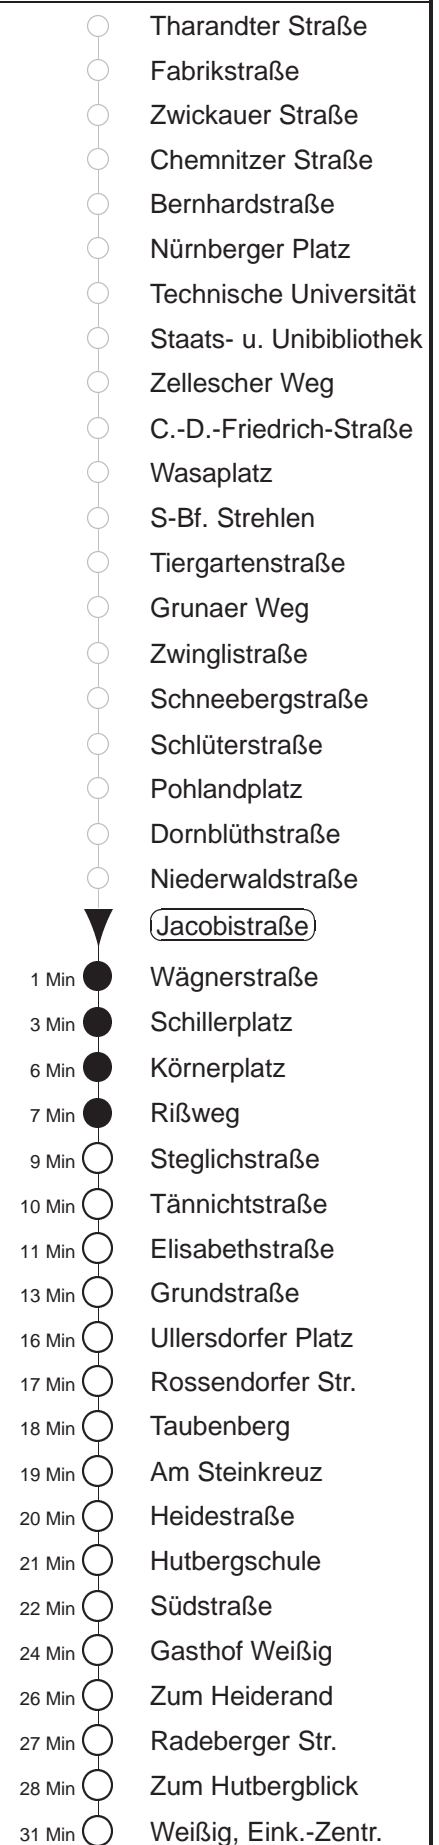 Tharandter Straße
Fabrikstraße
Zwickauer Straße
Chemnitzer Straße
Bernhardstraße
Nürnberger Platz
Technische Universität
Staats- u. Unibibliothek
Zellescher Weg
C.-D.-Friedrich-Straße
Wasaplatz
S-Bf. Strehlen
Tiergartenstraße
Grunaer Weg
Zwinglistraße
Schneebergstraße
Schlüterstraße
Pohlandplatz
Dornblüthstraße
Niederwaldstraße
Jacobistraße
1 Min Wägnerstraße
3 Min Schillerplatz
6 Min Körnerplatz
7 Min Rißweg
9 Min Steglichstraße
10 Min Tännichtstraße
11 Min Elisabethstraße
13 Min Grundstraße
16 Min Ullersdorfer Platz
17 Min Rossendorfer Str.
18 Min Taubenberg
19 Min Am Steinkreuz
20 Min Heidestraße
21 Min Hutbergschule
22 Min Südstraße
24 Min Gasthof Weißig
26 Min Zum Heiderand
27 Min Radeberger Str.
28 Min Zum Hutbergblick
31 Min Weißig, Eink.-Zentr.